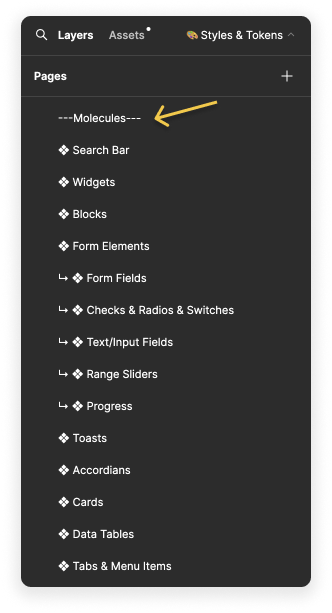 Layers Assets 🎨 Styles & Tokens
Pages
---Molecules---
❖ Search Bar
❖ Widgets
❖ Blocks
❖ Form Elements
↳ ❖ Form Fields
↳ ❖ Checks & Radios & Switches
↳ ❖ Text/Input Fields
↳ ❖ Range Sliders
↳ ❖ Progress
❖ Toasts
❖ Accordians
❖ Cards
❖ Data Tables
❖ Tabs & Menu Items